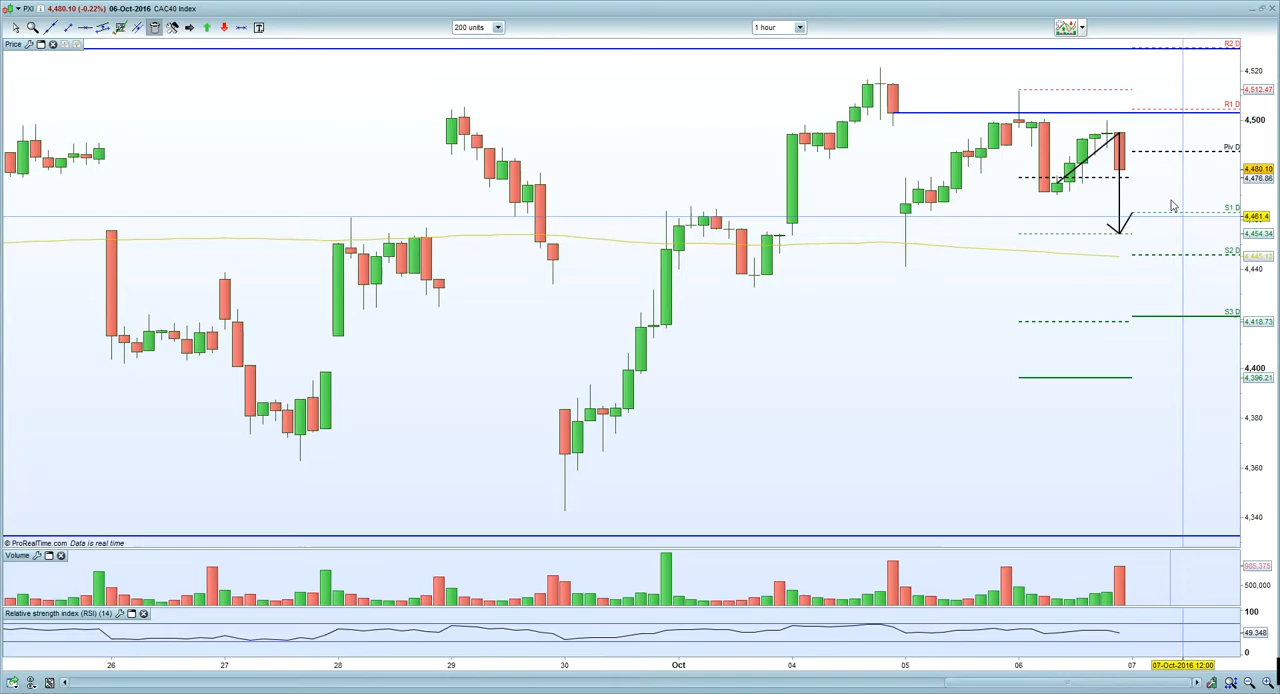 PXI 4,480.10 (-0.22%) 06-Oct-2016 CAC40 Index
200 units
1 hour
Price
R2 D
4,520
4,512.47
R1 D
4,500
Piv D
4,480.10
4,476.86
S1 D
4,461.4
4,454.34
S2 D
4,445.13
4,440
S3 D
4,418.73
4,400
4,396.21
4,380
4,360
4,340
© ProRealTime.com Data is real time
Volume
965,375
500,000
Relative strength index (RSI) (14)
100
49.348
0
26 27 28 29 30 Oct 04 05 06 07 07-Oct-2016 12:00